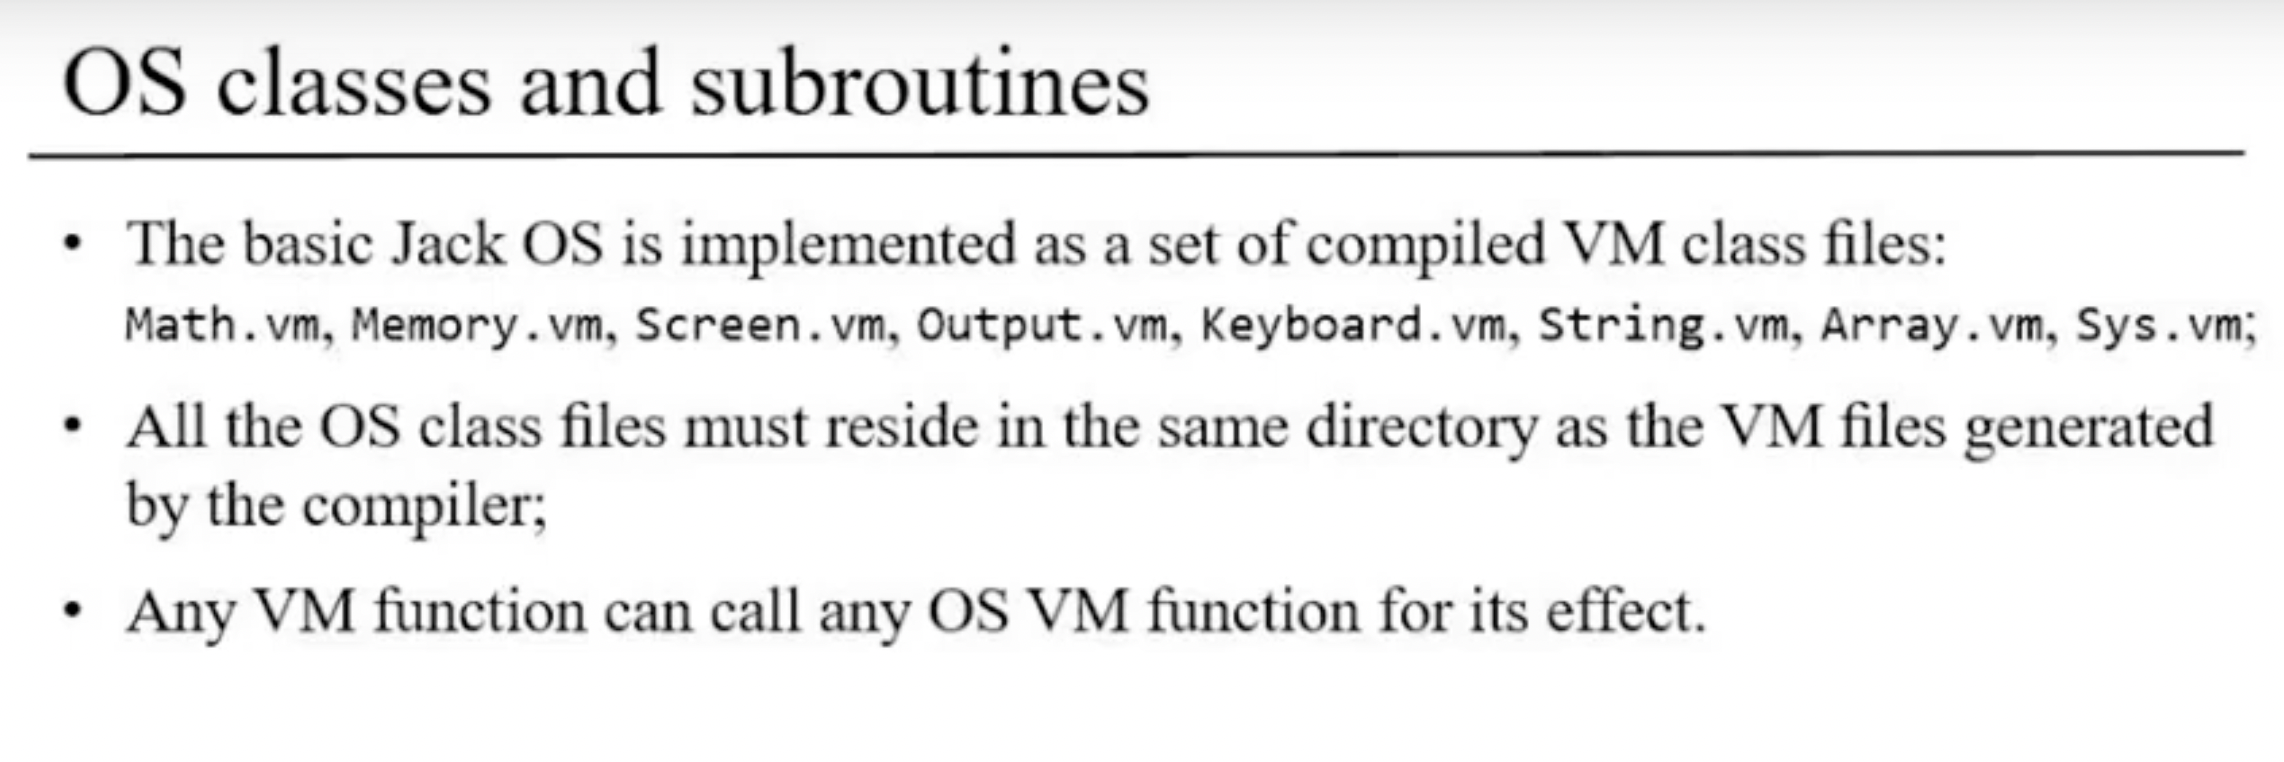 OS classes and subroutines
• The basic Jack OS is implemented as a set of compiled VM class files:
Math.vm, Memory.vm, Screen.vm, Output.vm, Keyboard.vm, String.vm, Array.vm, Sys.vm;
• All the OS class files must reside in the same directory as the VM files generated
by the compiler;
• Any VM function can call any OS VM function for its effect.